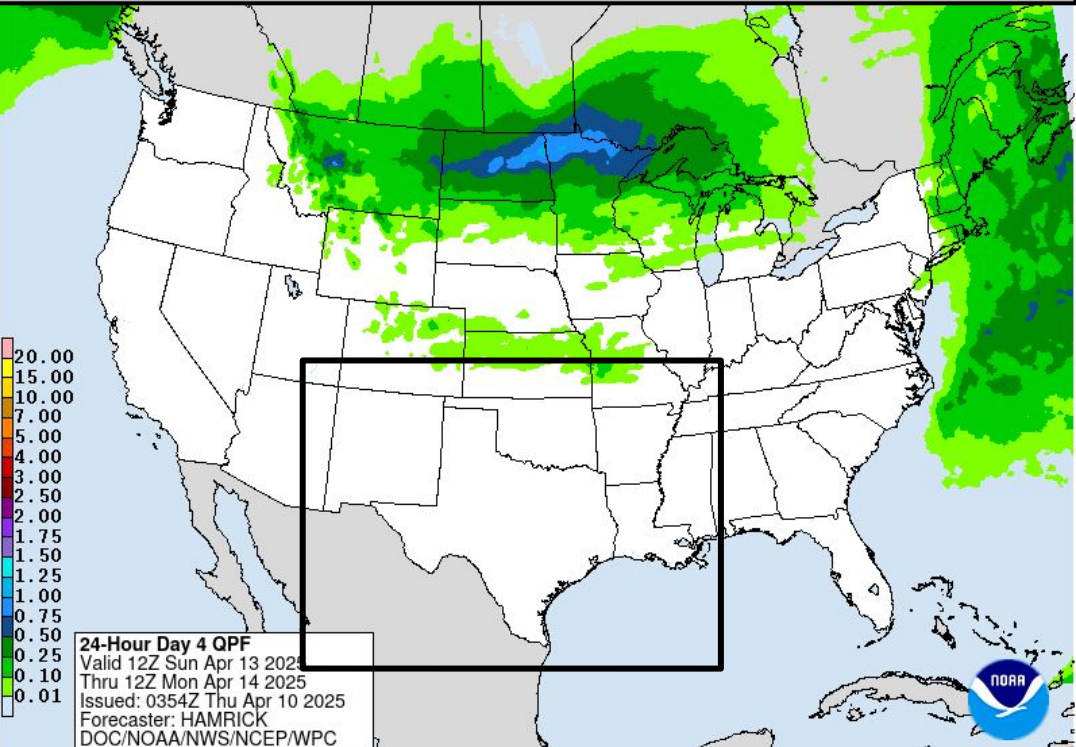 20.00
15.00
10.00
7.00
5.00
4.00
3.00
2.50
2.00
1.75
1.50
1.25
1.00
0.75
0.50
0.25
0.10
0.01
24-Hour Day 4 QPF
Valid 12Z Sun Apr 13 2025
Thru 12Z Mon Apr 14 2025
Issued: 0354Z Thu Apr 10 2025
Forecaster: HAMRICK
DOC/NOAA/NWS/NCEP/WPC
NOAA